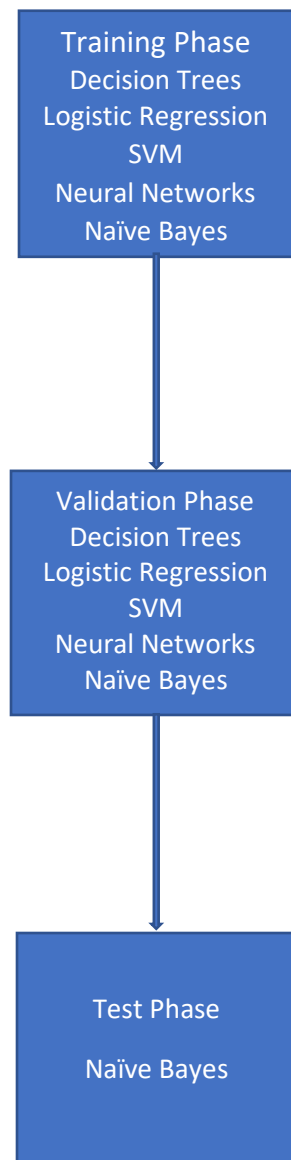 Training Phase
Decision Trees
Logistic Regression
SVM
Neural Networks
Naïve Bayes
Validation Phase
Decision Trees
Logistic Regression
SVM
Neural Networks
Naïve Bayes
Test Phase
Naïve Bayes